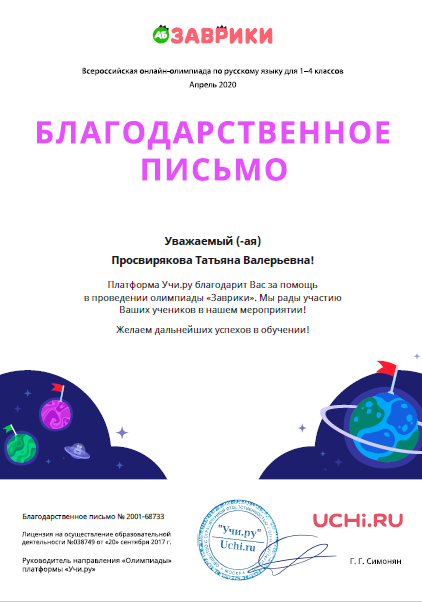 АБ ЗАВРИКИ
Всероссийская онлайн-олимпиада по русскому языку для 1–4 классов
Апрель 2020
БЛАГОДАРСТВЕННОЕ
ПИСЬМО
Уважаемый (-ая)
Просвирякова Татьяна Валерьевна!
Платформа Учи.ру благодарит Вас за помощь
в проведении олимпиады «Заврики». Мы рады участию
Ваших учеников в нашем мероприятии!
Желаем дальнейших успехов в обучении!
Благодарственное письмо № 2001-68733
Лицензия на осуществление образовательной
деятельности №038749 от «20» сентября 2017 г.
Руководитель направления «Олимпиады»
платформы «Учи.ру»
"Учи.ру"
Uchi.ru
МОСКВА
UCHi.RU
Г. Г. Симонян